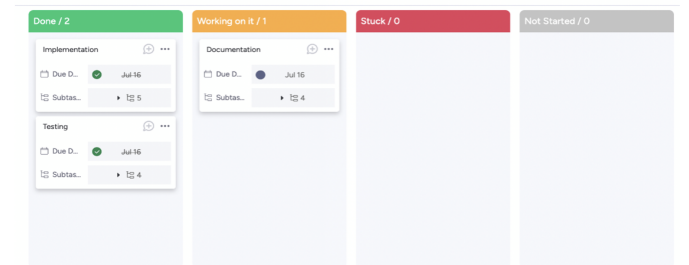 Done / 2
Working on it / 1
Stuck / 0
Not Started / 0
Implementation
Due D...
Jul 16
Subtas...
5
Testing
Due D...
Jul 16
Subtas...
4
Documentation
Due D...
Jul 16
Subtas...
4